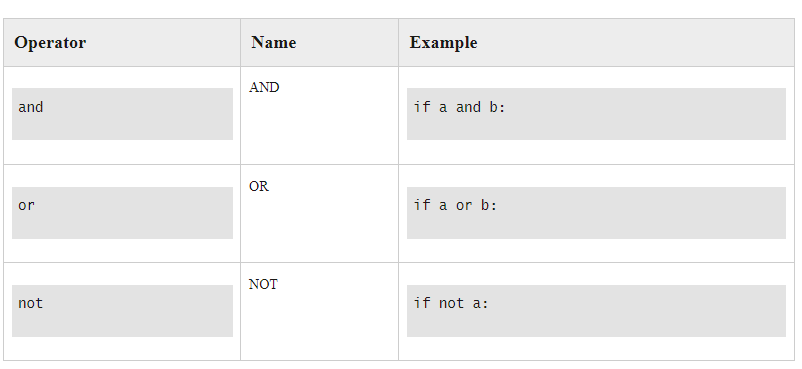 Operator Name Example
and AND if a and b:
or OR if a or b:
not NOT if not a: